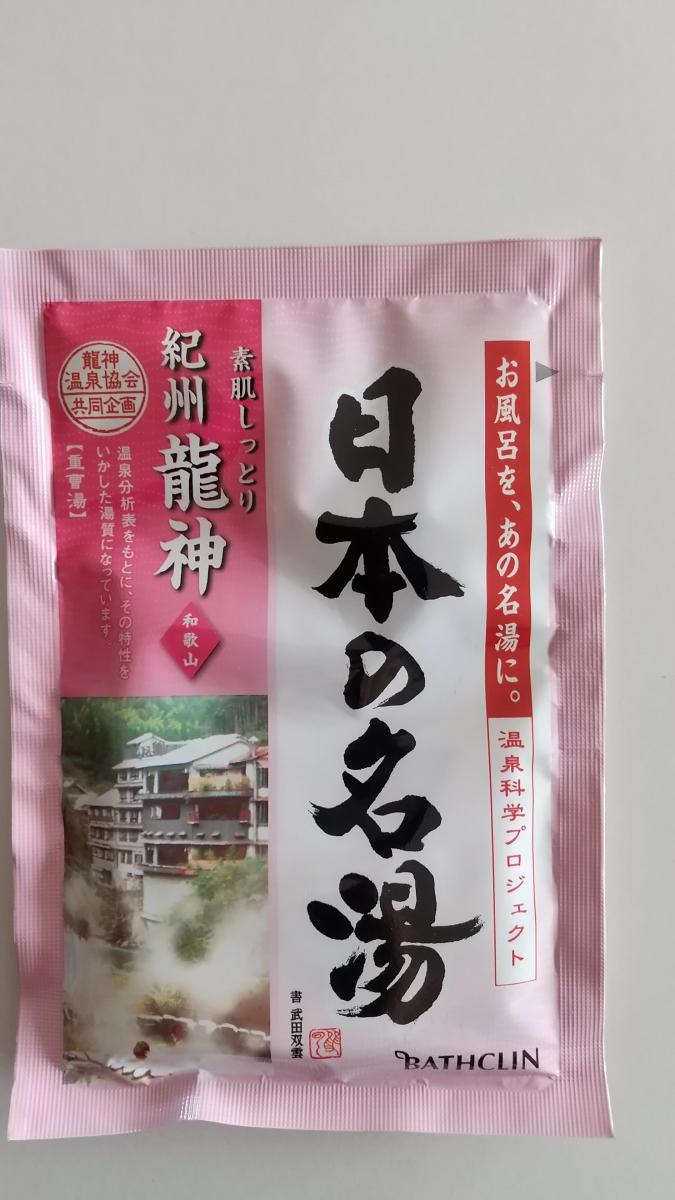 お風呂を、あの名湯に。
温泉科学プロジェクト
日本の名湯
書 武田双雲
BATHCLIN
素肌しっとり
紀州龍神
和歌山
龍神
温泉協会
共同企画
温泉分析表をもとに、その特性を
いかした湯質になっています。
【重曹湯】